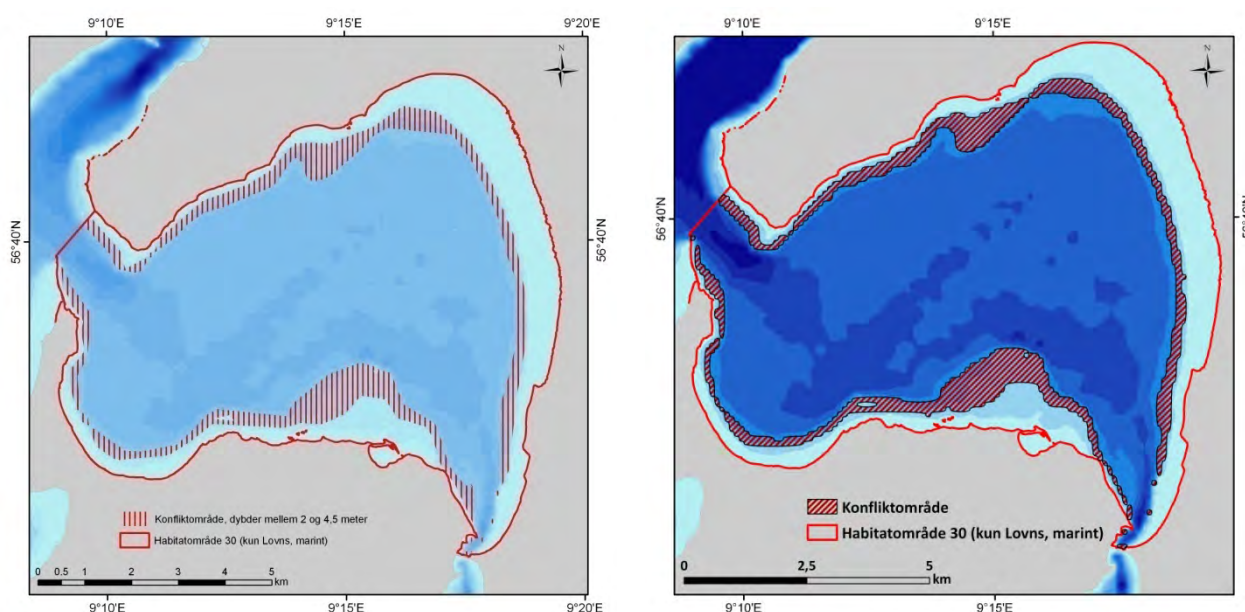 9°10'E 9°15'E 9°20'E
N
56°40'N
56°40'N
Konfliktområde, dybder mellem 2 og 4,5 meter
Habitatområde 30 (kun Lovns, marint)
0 0.5 1 2 3 4 5
km
9°10'E 9°15'E 9°20'E
9°10'E 9°15'E
N
56°40'N
56°40'N
Konfliktområde
Habitatområde 30 (kun Lovns, marint)
0 2,5 5
km
9°10'E 9°15'E